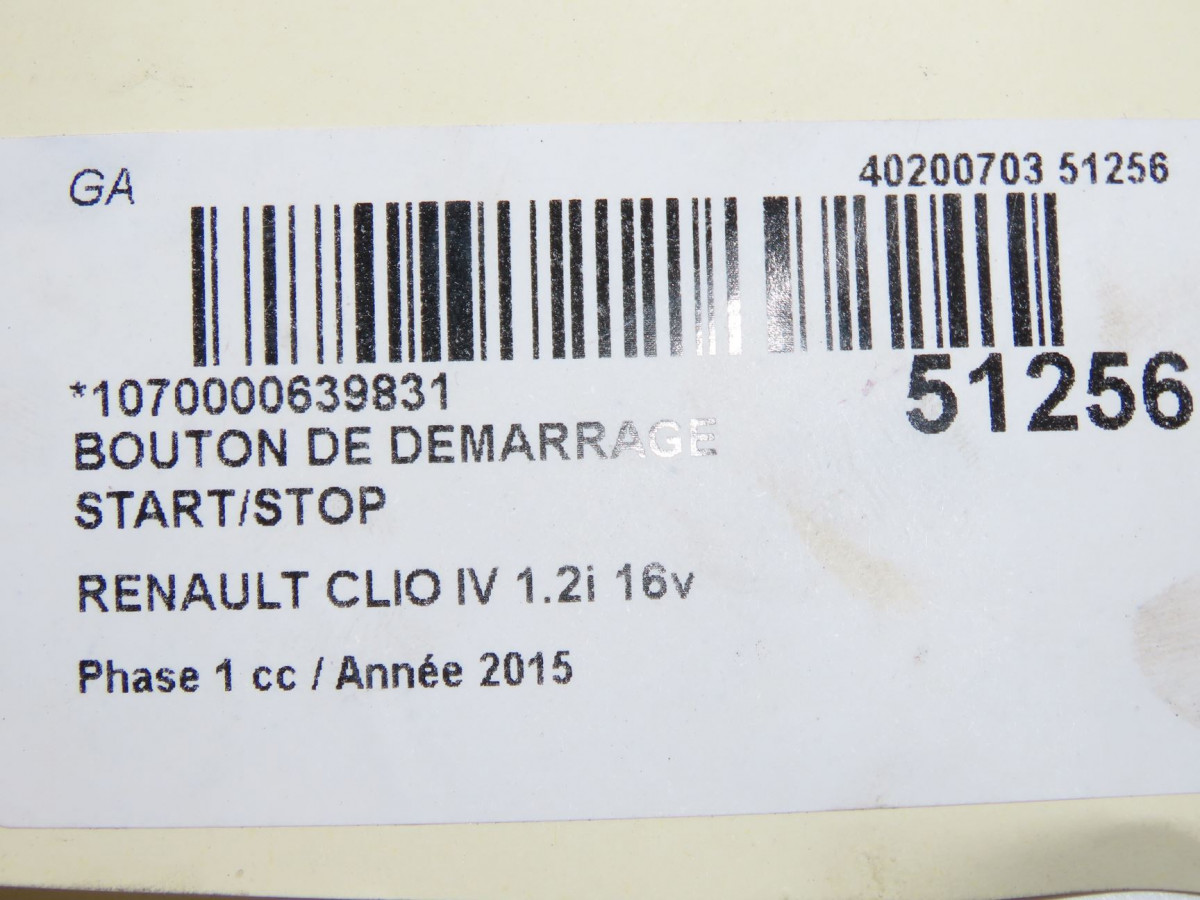 GA
40200703 51256
*1070000639831
51256
BOUTON DE DEMARRAGE
START/STOP
RENAULT CLIO IV 1.2i 16v
Phase 1 cc / Année 2015